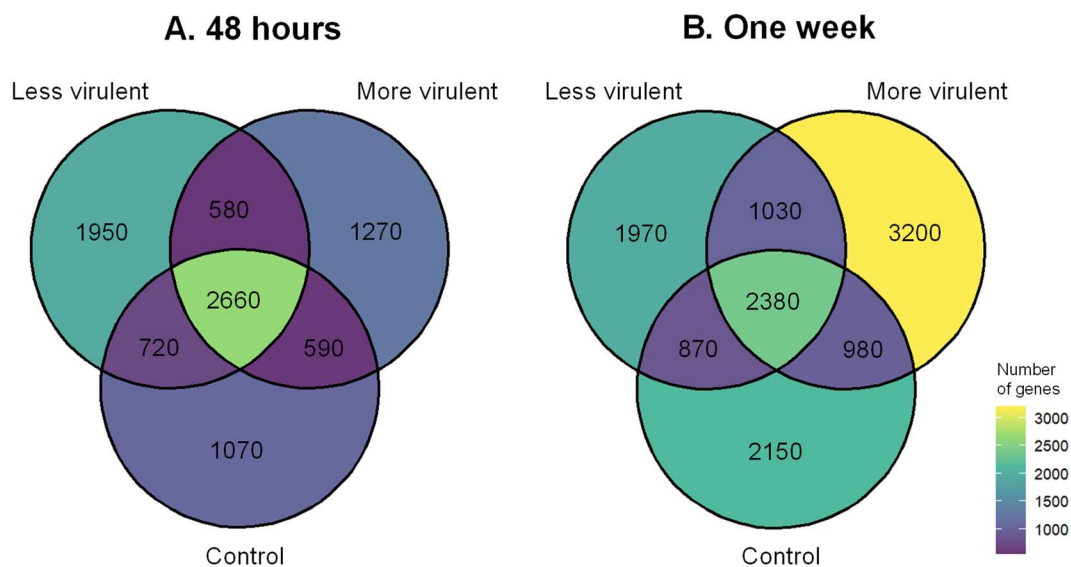 A. 48 hours
B. One week
Less virulent
More virulent
Less virulent
More virulent
580
1950
1270
2660
720
590
1070
Control
1030
1970
3200
2380
870
980
2150
Control
Number
of genes
3000
2500
2000
1500
1000